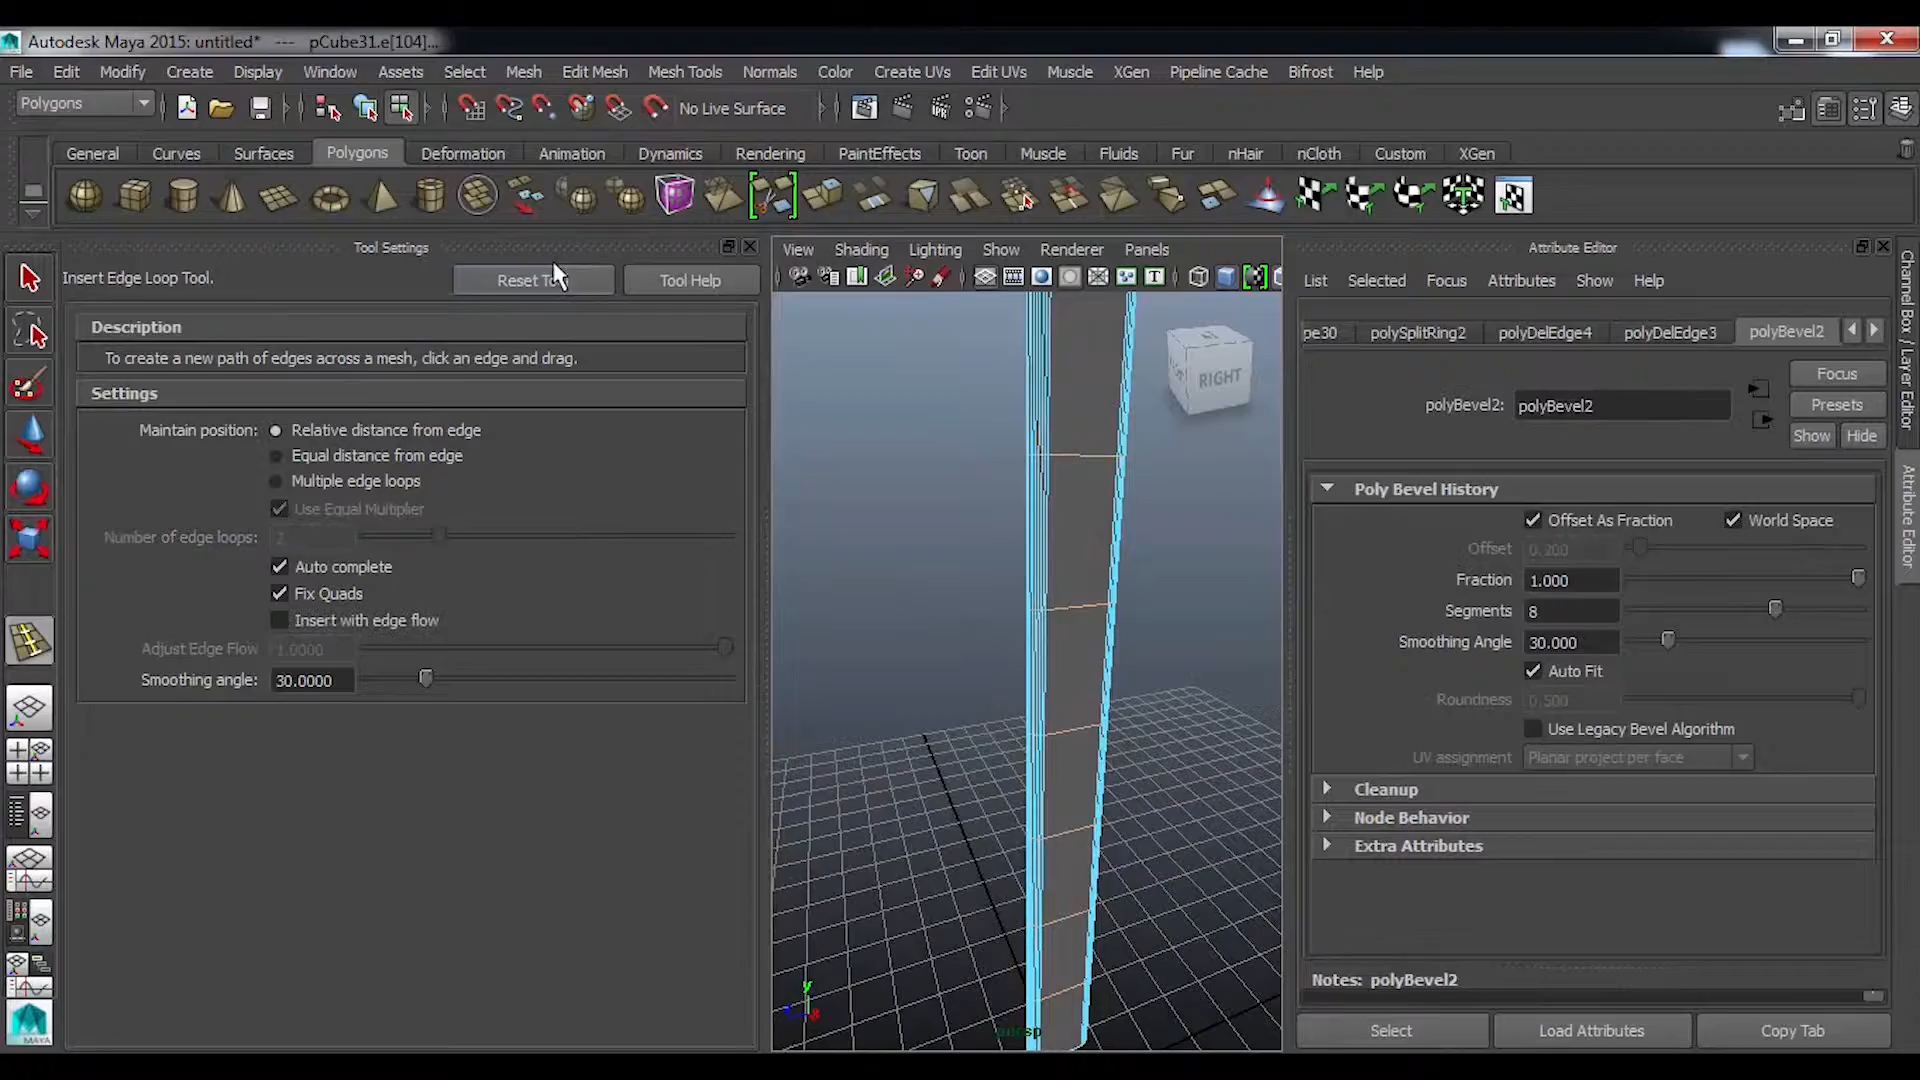 Autodesk Maya 2015: untitled* --- pCube31.e[104]...
File Edit Modify Create Display Window Assets Select Mesh Edit Mesh Mesh Tools Normals Color Create UVs Edit UVs Muscle XGen Pipeline Cache Bifrost Help
Polygons No Live Surface
General Curves Surfaces Polygons Deformation Animation Dynamics Rendering PaintEffects Toon Muscle Fluids Fur nHair nCloth Custom XGen
Tool Settings
Insert Edge Loop Tool. Tool Help
Description
To create a new path of edges across a mesh, click an edge and drag.
Settings
Maintain position: Relative distance from edge
Equal distance from edge
Multiple edge loops
Use Equal Multiplier
Number of edge loops: 2
Auto complete
Fix Quads
Insert with edge flow
Adjust Edge Flow 1.0000
Smoothing angle: 30.0000
View Shading Lighting Show Renderer Panels
RIGHT
y
persp
Attribute Editor
List Selected Focus Attributes Show Help
pe30 polySplitRing2 polyDelEdge4 polyDelEdge3 polyBevel2
Focus
polyBevel2: polyBevel2 Presets
Show Hide
Poly Bevel History
Offset As Fraction World Space
Offset 0.200
Fraction 1.000
Segments 8
Smoothing Angle 30.000
Auto Fit
Roundness 0.500
Use Legacy Bevel Algorithm
UV assignment Planar project per face
Cleanup
Node Behavior
Extra Attributes
Notes: polyBevel2
Select Load Attributes Copy Tab
Channel Box / Layer Editor
Attribute Editor
MAYA